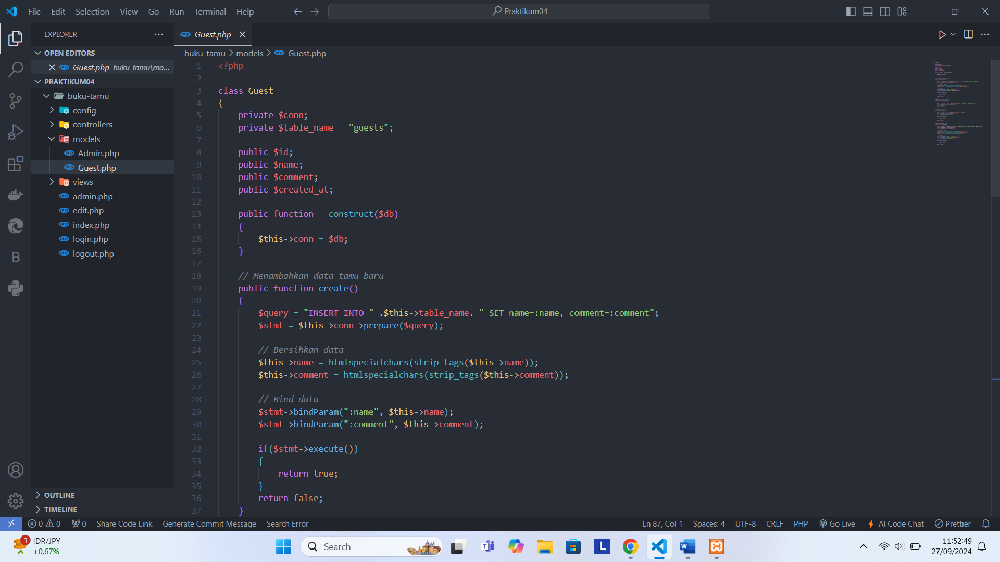 File Edit Selection View Go Run Terminal Help
Praktikum04
EXPLORER
Guest.php
OPEN EDITORS
Guest.php buku-tamu\mo...
PRAKTIKUM04
buku-tamu
config
controllers
models
Admin.php
Guest.php
views
admin.php
edit.php
index.php
login.php
logout.php
OUTLINE
TIMELINE
buku-tamu > models > Guest.php
1 <?php
2
3 class Guest
4 {
5 private $conn;
6 private $table_name = "guests";
7
8 public $id;
9 public $name;
10 public $comment;
11 public $created_at;
12
13 public function __construct($db)
14 {
15 $this->conn = $db;
16 }
17
18 // Menambahkan data tamu baru
19 public function create()
20 {
21 $query = "INSERT INTO " .$this->table_name. " SET name=:name, comment=:comment";
22 $stmt = $this->conn->prepare($query);
23
24 // Bersihkan data
25 $this->name = htmlspecialchars(strip_tags($this->name));
26 $this->comment = htmlspecialchars(strip_tags($this->comment));
27
28 // Bind data
29 $stmt->bindParam(":name", $this->name);
30 $stmt->bindParam(":comment", $this->comment);
31
32 if($stmt->execute())
33 {
34 return true;
35 }
36 return false;
37 }
0 0 0 Share Code Link Generate Commit Message Search Error
Ln 87, Col 1 Spaces: 4 UTF-8 CRLF PHP Go Live AI Code Chat Prettier
1
IDR/JPY
+0,67%
Search
11:52:49
27/09/2024